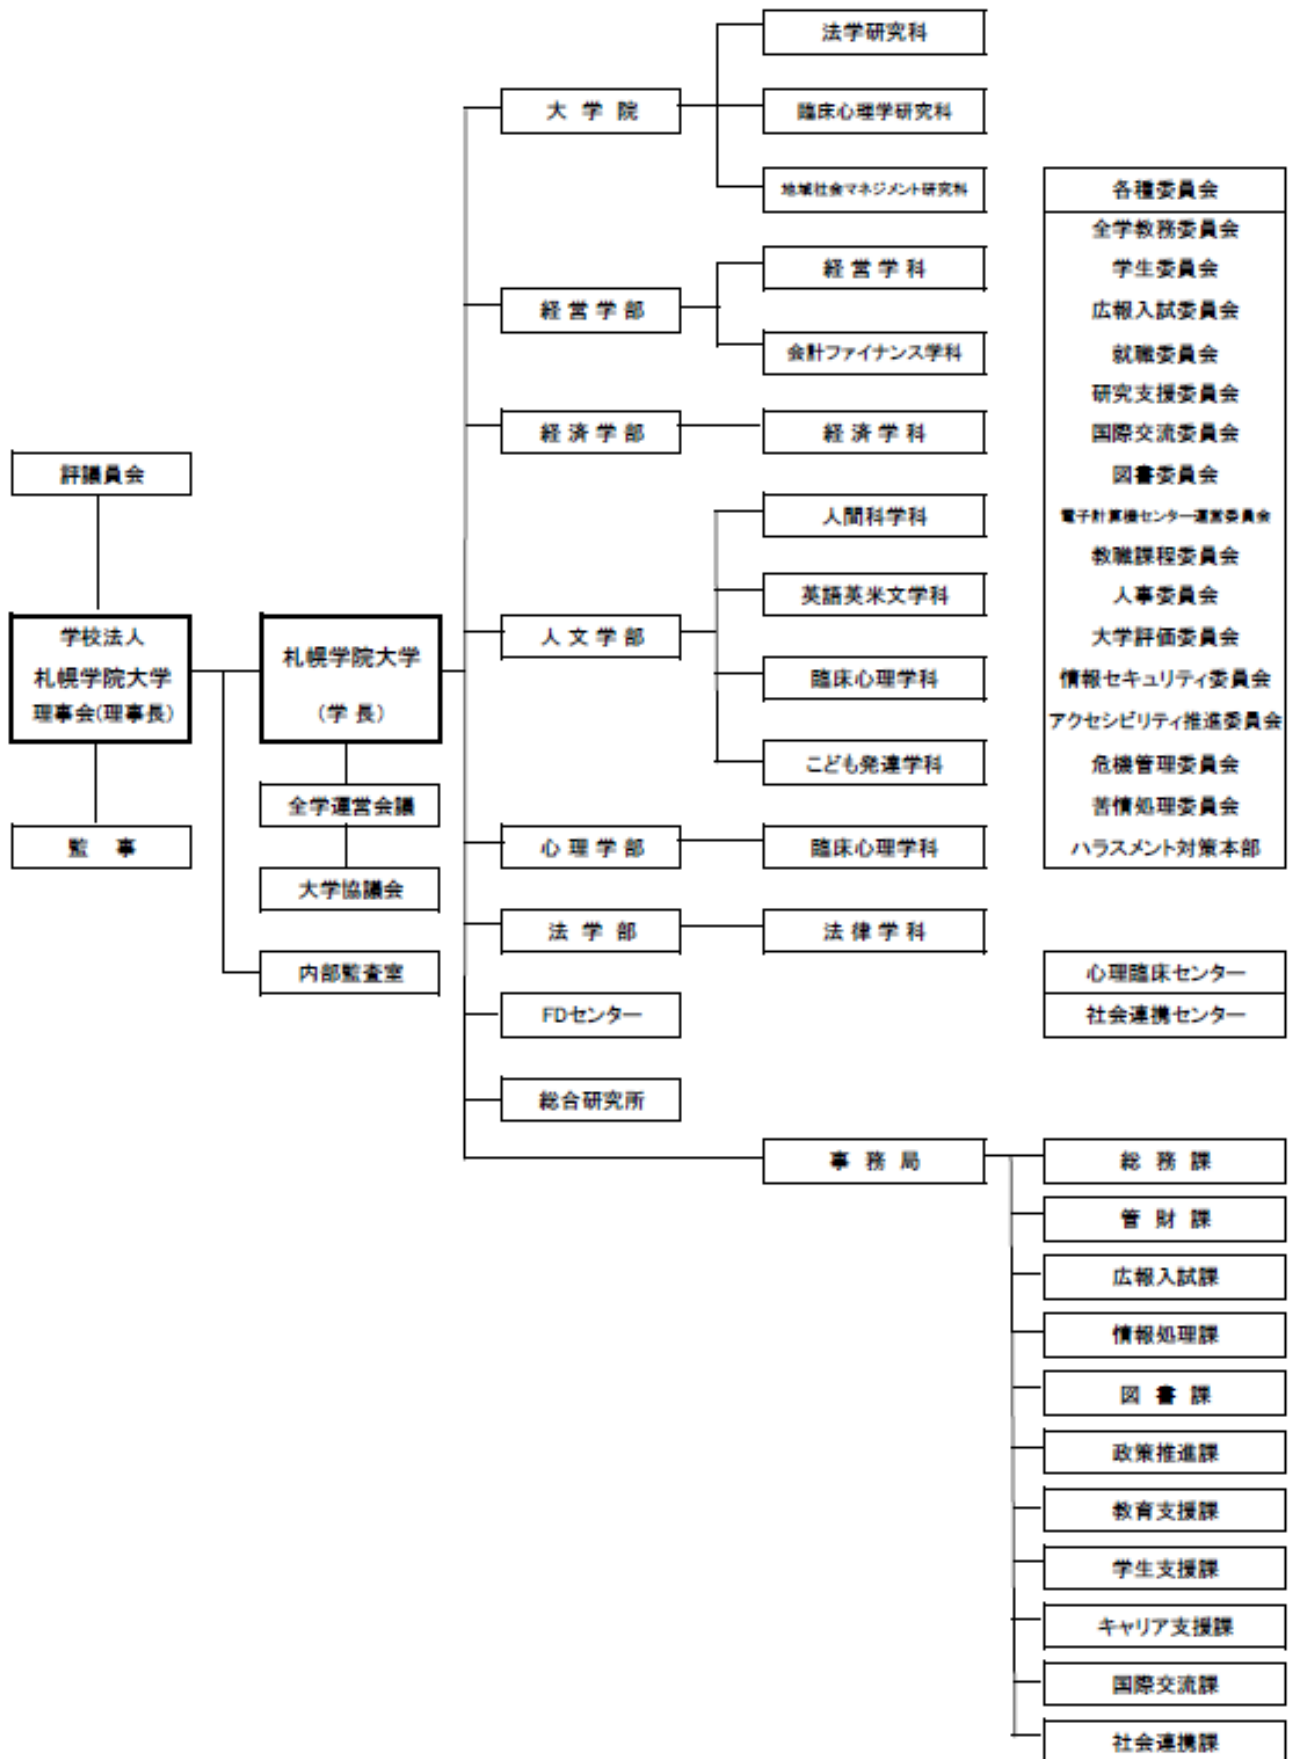 法学研究科
大 学 院
臨床心理学研究科
地域社会マネジメント研究科
経 営 学 部
経 営 学 科
会計ファイナンス学科
経 済 学 部
経 済 学 科
評議員会
学校法人
札幌学院大学
理事会(理事長)
監 事
札幌学院大学
(学 長)
全学運営会議
大学協議会
内部監査室
人 文 学 部
人間科学科
英語英米文学科
臨床心理学科
こども発達学科
心 理 学 部
臨床心理学科
法 学 部
法 律 学 科
FDセンター
総合研究所
各種委員会
全学教務委員会
学生委員会
広報入試委員会
就職委員会
研究支援委員会
国際交流委員会
図書委員会
電子計算機センター運営委員会
教職課程委員会
人事委員会
大学評価委員会
情報セキュリティ委員会
アクセシビリティ推進委員会
危機管理委員会
苦情処理委員会
ハラスメント対策本部
心理臨床センター
社会連携センター
事 務 局
総 務 課
管 財 課
広報入試課
情報処理課
図 書 課
政策推進課
教育支援課
学生支援課
キャリア支援課
国際交流課
社会連携課